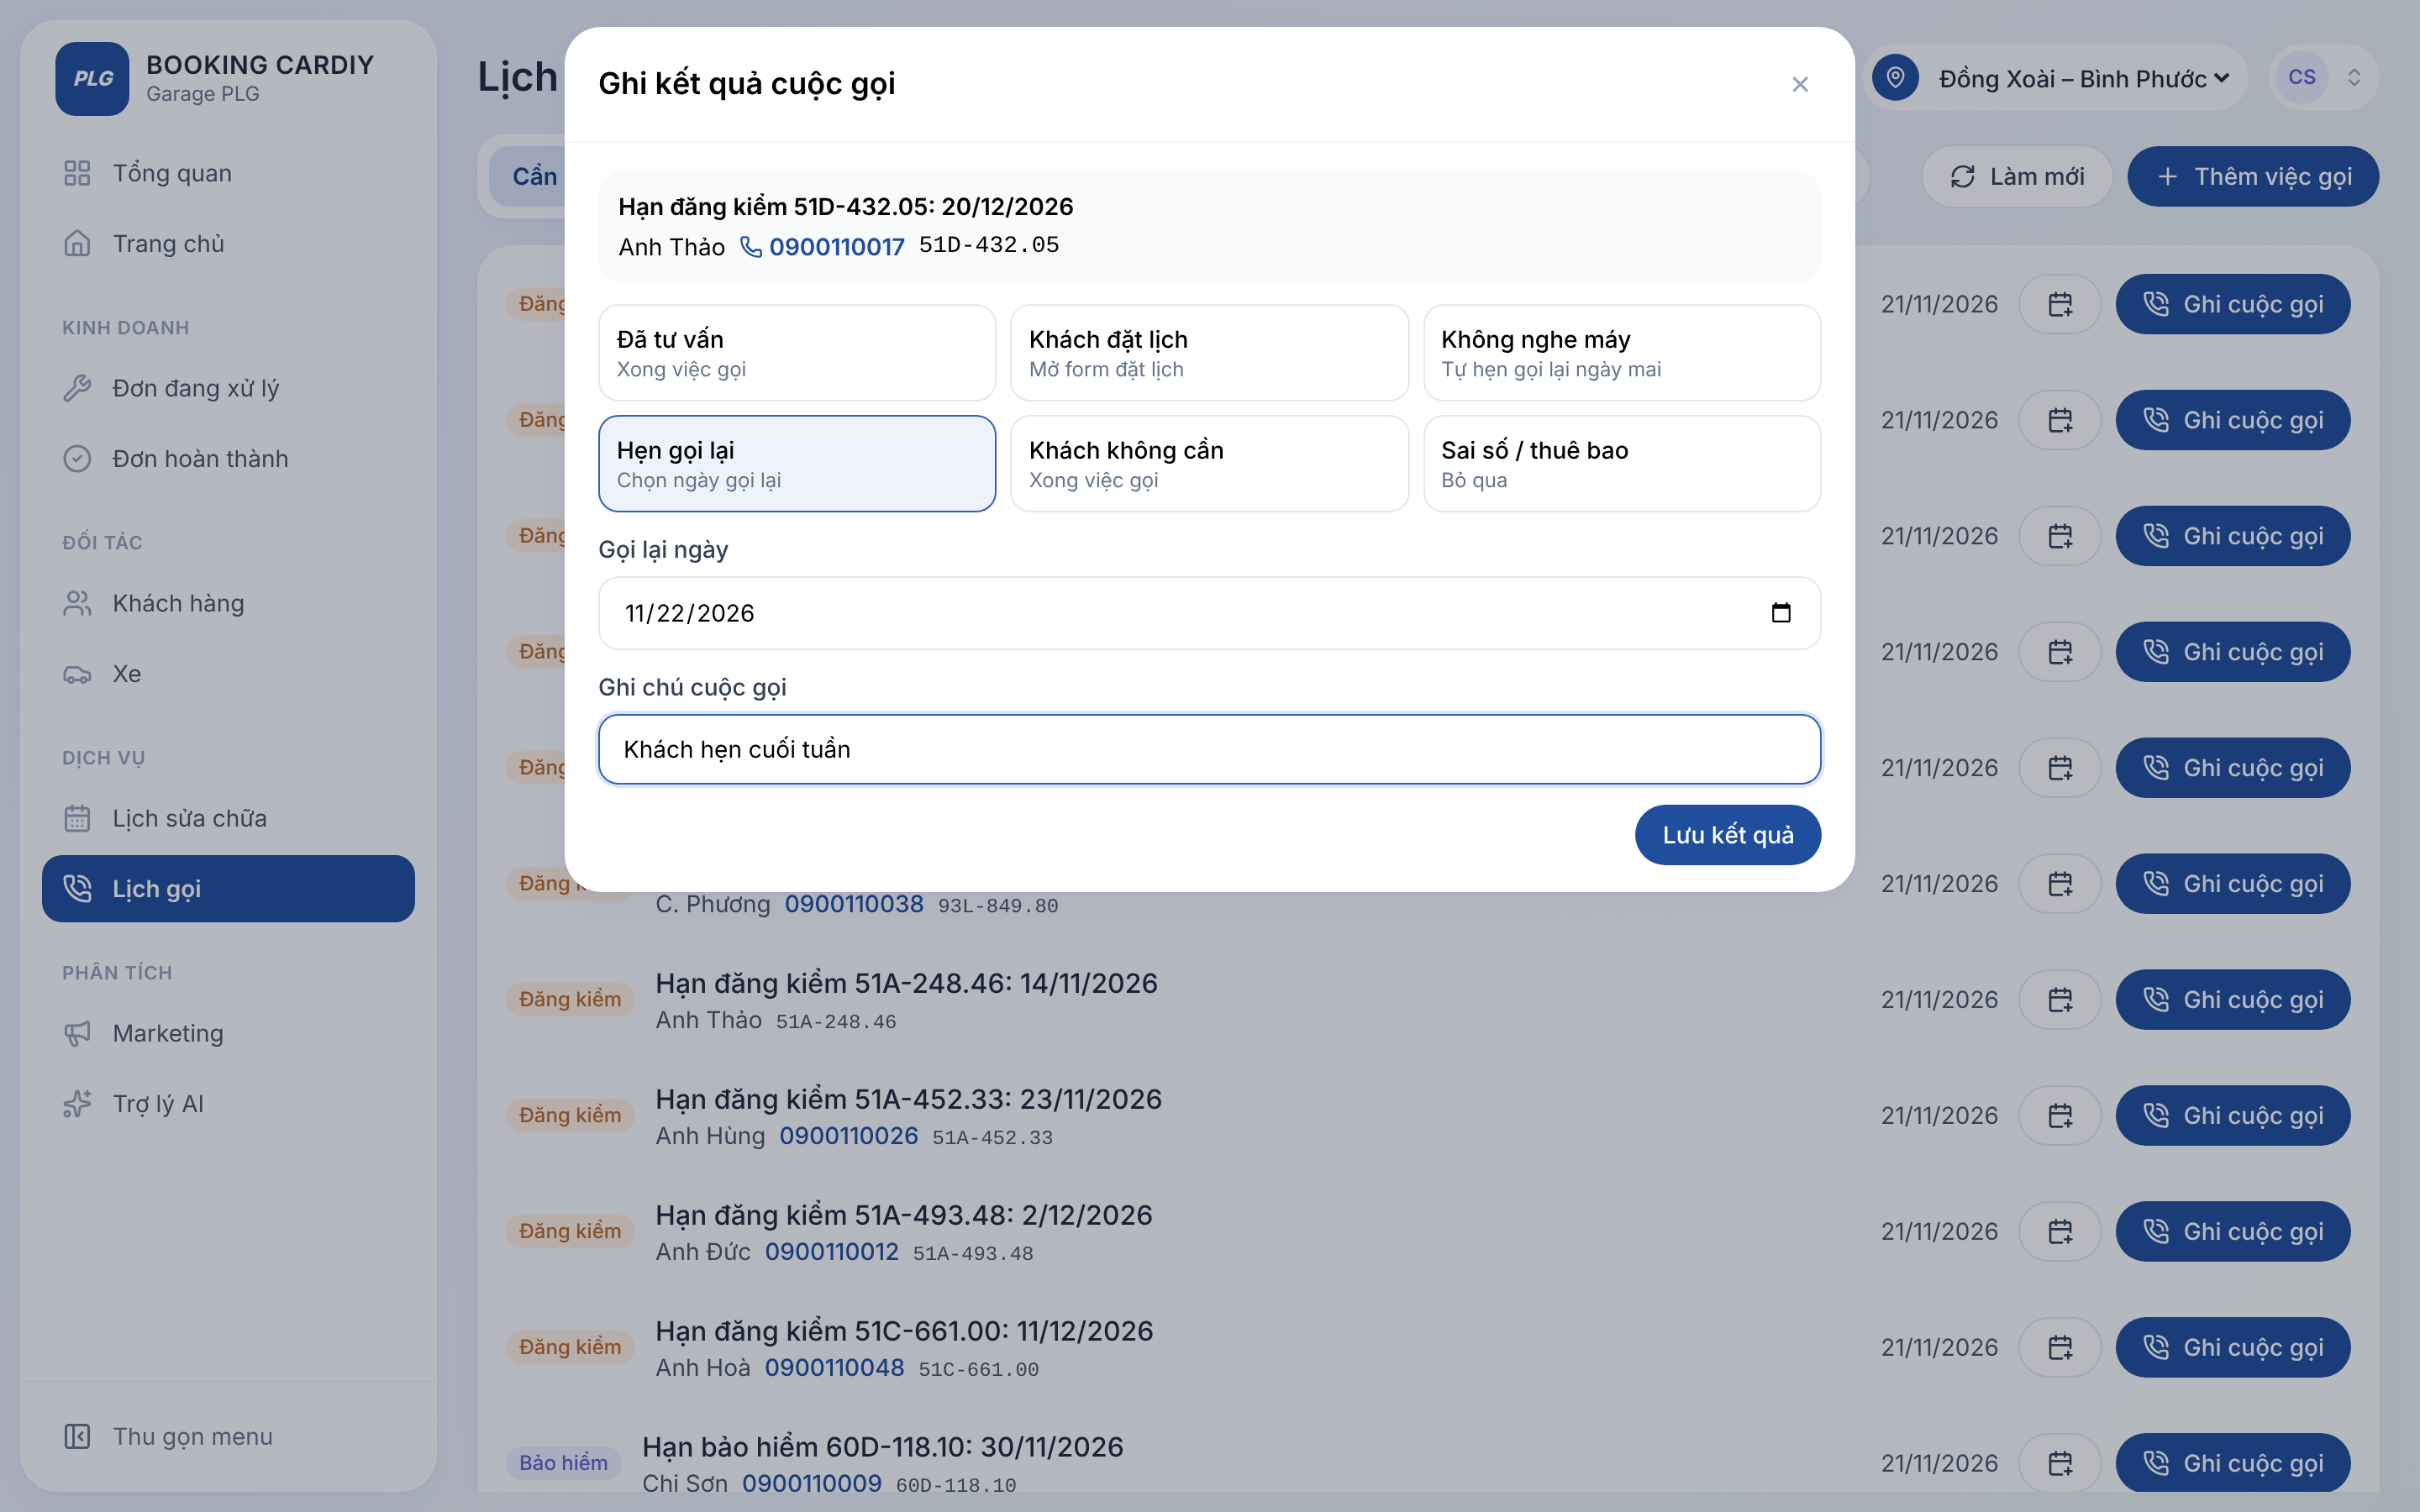 PLG
BOOKING CARDIY
Garage PLG
Tổng quan
Trang chủ
KINH DOANH
Đơn đang xử lý
Đơn hoàn thành
ĐỐI TÁC
Khách hàng
Xe
DỊCH VỤ
Lịch sửa chữa
Lịch gọi
PHÂN TÍCH
Marketing
Trợ lý AI
Thu gọn menu
Lịch
Đồng Xoài – Bình Phước
CS
Cần
Làm mới
Thêm việc gọi
Ghi kết quả cuộc gọi
Hạn đăng kiểm 51D-432.05: 20/12/2026
Anh Thảo 0900110017 51D-432.05
Đã tư vấn
Xong việc gọi
Khách đặt lịch
Mở form đặt lịch
Không nghe máy
Tự hẹn gọi lại ngày mai
Hẹn gọi lại
Chọn ngày gọi lại
Khách không cần
Xong việc gọi
Sai số / thuê bao
Bỏ qua
Gọi lại ngày
11/22/2026
Ghi chú cuộc gọi
Khách hẹn cuối tuần
Lưu kết quả
21/11/2026 Ghi cuộc gọi
21/11/2026 Ghi cuộc gọi
21/11/2026 Ghi cuộc gọi
21/11/2026 Ghi cuộc gọi
21/11/2026 Ghi cuộc gọi
Đăng
C. Phương 0900110038 93L-849.80
21/11/2026 Ghi cuộc gọi
Đăng kiểm
Hạn đăng kiểm 51A-248.46: 14/11/2026
Anh Thảo 51A-248.46
21/11/2026 Ghi cuộc gọi
Đăng kiểm
Hạn đăng kiểm 51A-452.33: 23/11/2026
Anh Hùng 0900110026 51A-452.33
21/11/2026 Ghi cuộc gọi
Đăng kiểm
Hạn đăng kiểm 51A-493.48: 2/12/2026
Anh Đức 0900110012 51A-493.48
21/11/2026 Ghi cuộc gọi
Đăng kiểm
Hạn đăng kiểm 51C-661.00: 11/12/2026
Anh Hoà 0900110048 51C-661.00
21/11/2026 Ghi cuộc gọi
Bảo hiểm
Hạn bảo hiểm 60D-118.10: 30/11/2026
Chị Sơn 0900110009 60D-118.10
21/11/2026 Ghi cuộc gọi